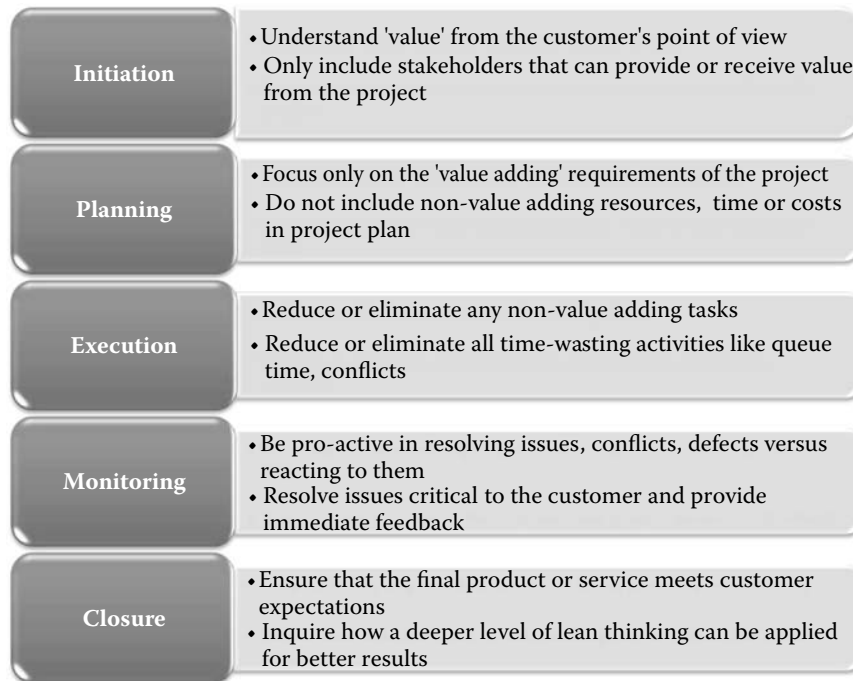 Initiation
• Understand 'value' from the customer's point of view
• Only include stakeholders that can provide or receive value
from the project
Planning
• Focus only on the 'value adding' requirements of the project
• Do not include non-value adding resources, time or costs
in project plan
Execution
• Reduce or eliminate any non-value adding tasks
• Reduce or eliminate all time-wasting activities like queue
time, conflicts
Monitoring
• Be pro-active in resolving issues, conflicts, defects versus
reacting to them
• Resolve issues critical to the customer and provide
immediate feedback
Closure
• Ensure that the final product or service meets customer
expectations
• Inquire how a deeper level of lean thinking can be applied
for better results